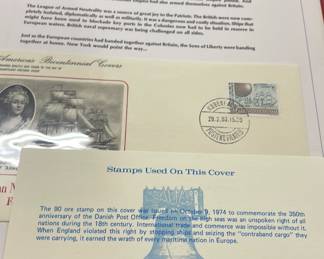 The League of Armed Neutrality was a source of great joy to the Patriots. The British were now com-
pletely isolated, diplomatically as well as militarily. It was a dangerous and costly situation. Ships that
might have been used to blockade key ports in the Colonies now had to be held in reserve in
European waters. British naval supremacy was being challenged on all sides.
Just as the European countries had banded together against Britain, the Sons of Liberty were banding
together at home. New York would point the way...
America's Bicentennial Covers
Stamps Used On This Cover
The 90 ore stamp on this cover was issued on October 9, 1974 to commemorate the 350th
anniversary of the Danish Post Office. Freedom on the high seas was an unspoken right of all
nations during the 18th century. International trade and commerce was impossible without it.
When England violated this right by stopping ships and seizing the "contraband cargo" they
were carrying, it earned the wrath of every maritime nation in Europe.